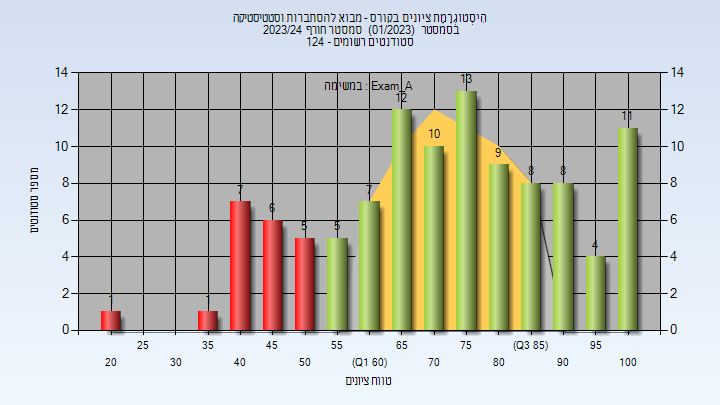 הִיסְטוֹגְרָמַת ציונים בקורס - מבוא להסתברות וסטטיסטיקה
בסמסטר (01/2023) סמסטר חורף 2023/24
סטודנטים רשומים - 124
במשימה : Exam_A
מספר סטודנטים
14 14
12 12
10 10
8 8
6 6
4 4
2 2
0 0
1 1 7 6 5 5 7 12 10 13 9 8 8 4 11
25 35 45 55 65 75 (Q3 85) 95
20 30 40 50 (Q1 60) 70 80 90 100
טווח ציונים